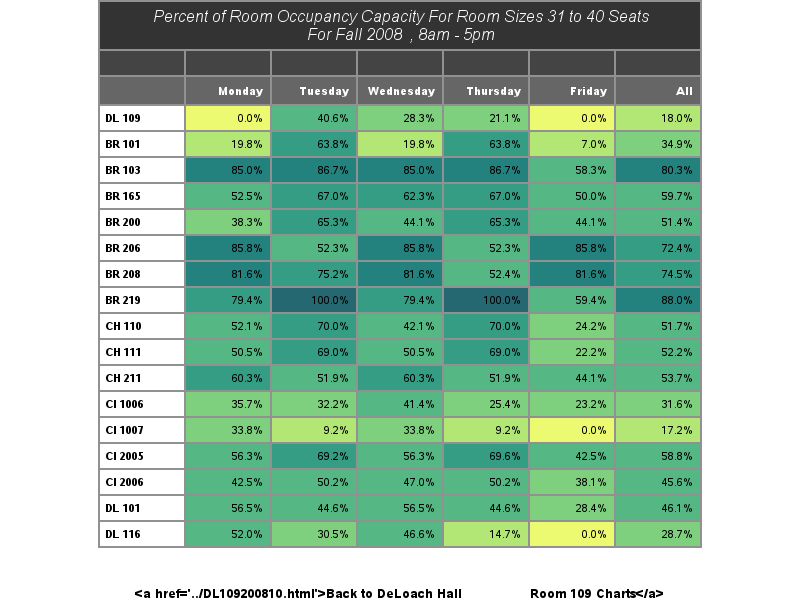 Percent of Room Occupancy Capacity For Room Sizes 31 to 40 Seats
For Fall 2008 , 8am - 5pm
Monday Tuesday Wednesday Thursday Friday All
DL 109 0.0% 40.6% 28.3% 21.1% 0.0% 18.0%
BR 101 19.8% 63.8% 19.8% 63.8% 7.0% 34.9%
BR 103 85.0% 86.7% 85.0% 86.7% 58.3% 80.3%
BR 165 52.5% 67.0% 62.3% 67.0% 50.0% 59.7%
BR 200 38.3% 65.3% 44.1% 65.3% 44.1% 51.4%
BR 206 85.8% 52.3% 85.8% 52.3% 85.8% 72.4%
BR 208 81.6% 75.2% 81.6% 52.4% 81.6% 74.5%
BR 219 79.4% 100.0% 79.4% 100.0% 59.4% 88.0%
CH 110 52.1% 70.0% 42.1% 70.0% 24.2% 51.7%
CH 111 50.5% 69.0% 50.5% 69.0% 22.2% 52.2%
CH 211 60.3% 51.9% 60.3% 51.9% 44.1% 53.7%
CI 1006 35.7% 32.2% 41.4% 25.4% 23.2% 31.6%
CI 1007 33.8% 9.2% 33.8% 9.2% 0.0% 17.2%
CI 2005 56.3% 69.2% 56.3% 69.6% 42.5% 58.8%
CI 2006 42.5% 50.2% 47.0% 50.2% 38.1% 45.6%
DL 101 56.5% 44.6% 56.5% 44.6% 28.4% 46.1%
DL 116 52.0% 30.5% 46.6% 14.7% 0.0% 28.7%
<a href='../DL109200810.html'>Back to DeLoach Hall Room 109 Charts</a>